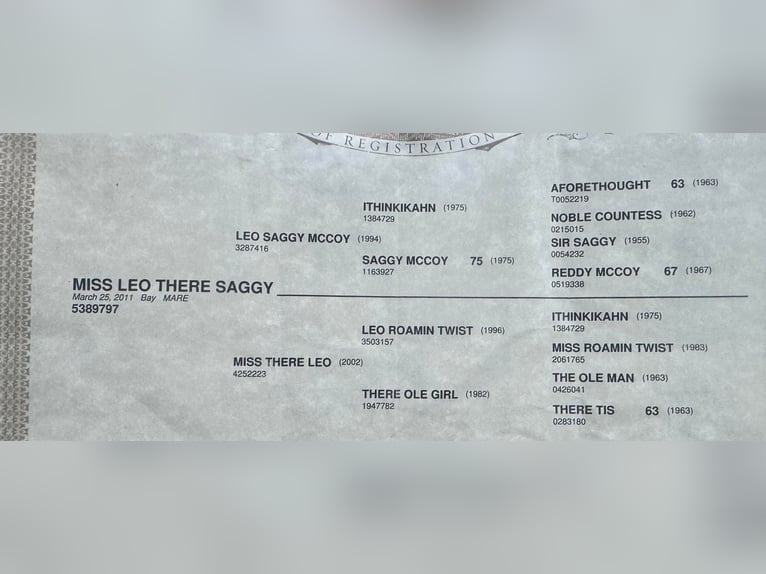 OF REGISTRATION
AFORETHOUGHT 63 (1963)
T0052219
ITHINKIKAHN (1975)
1384729
NOBLE COUNTESS (1962)
0215015
LEO SAGGY MCCOY (1994)
3287416
SIR SAGGY (1955)
0054232
SAGGY MCCOY 75 (1975)
1163927
REDDY MCCOY 67 (1967)
0519338
MISS LEO THERE SAGGY
March 25, 2011 Bay MARE
5389797
ITHINKIKAHN (1975)
1384729
LEO ROAMIN TWIST (1996)
3503157
MISS ROAMIN TWIST (1983)
2061765
MISS THERE LEO (2002)
4252223
THE OLE MAN (1963)
0426041
THERE OLE GIRL (1982)
1947782
THERE TIS 63 (1963)
0283180